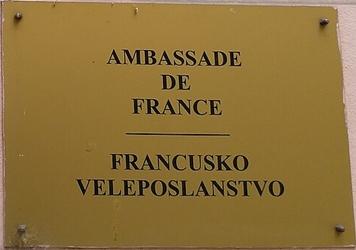 AMBASSADE
DE
FRANCE
FRANCUSKO
VELEPOSLANSTVO